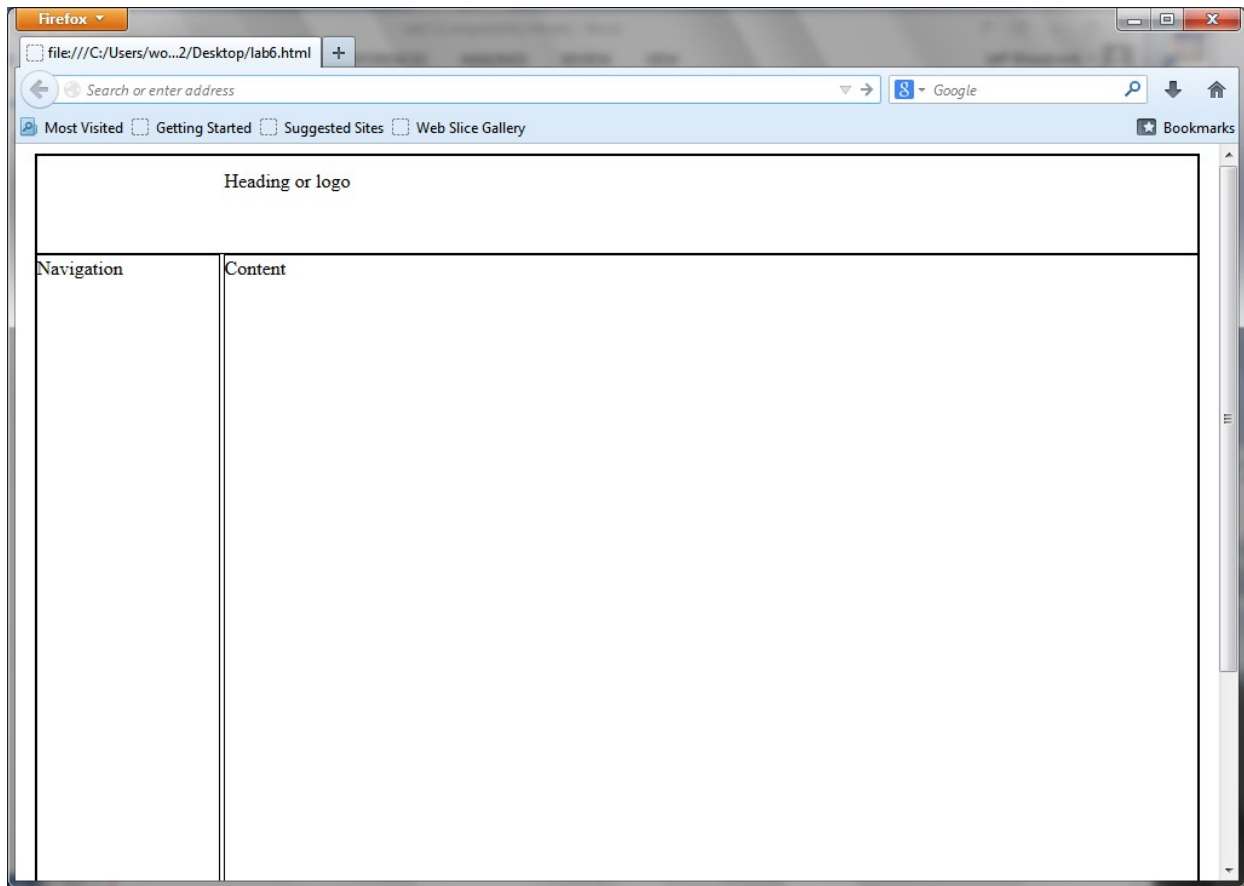 Firefox
file:///C:/Users/wo...2/Desktop/lab6.html +
Search or enter address
8 Google
Most Visited Getting Started Suggested Sites Web Slice Gallery Bookmarks
Heading or logo
Navigation Content